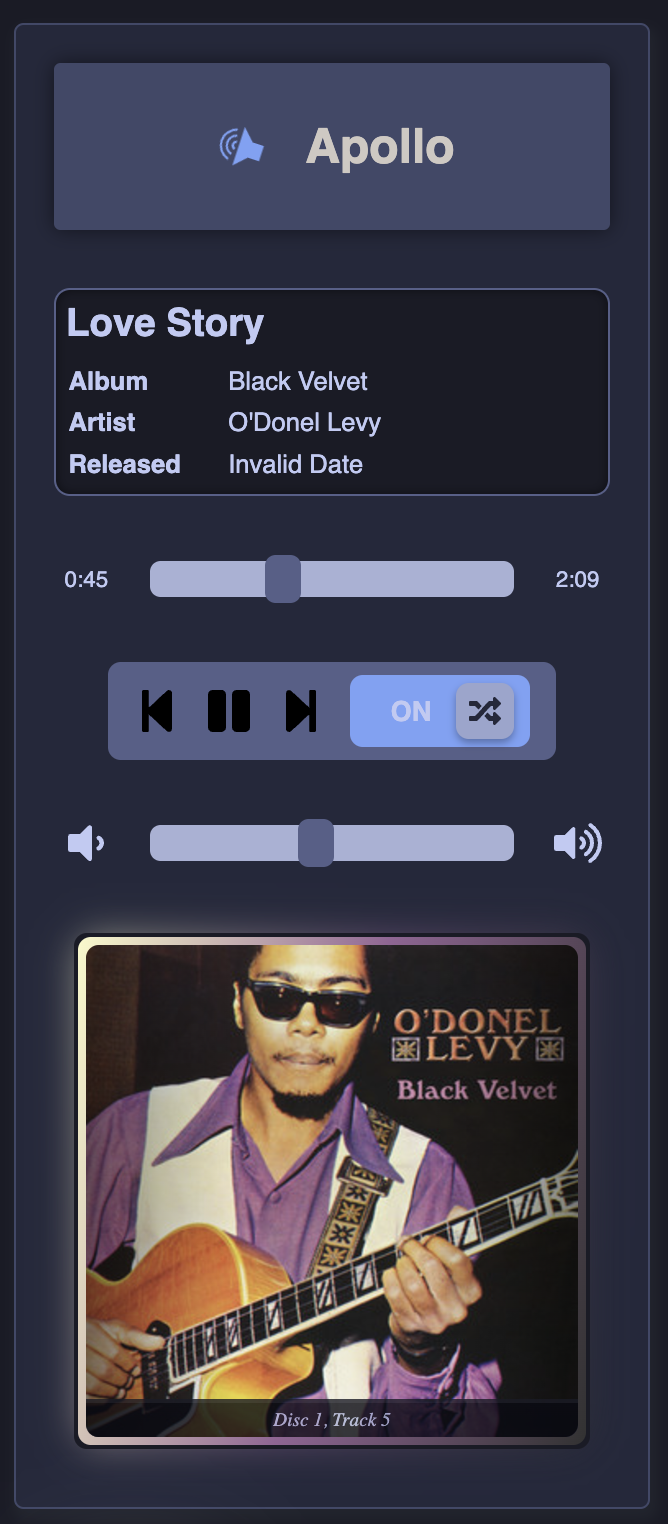 Apollo
Love Story
Album Black Velvet
Artist O'Donel Levy
Released Invalid Date
0:45 2:09
ON
O'DONEL
LEVY
Black Velvet
Disc 1, Track 5